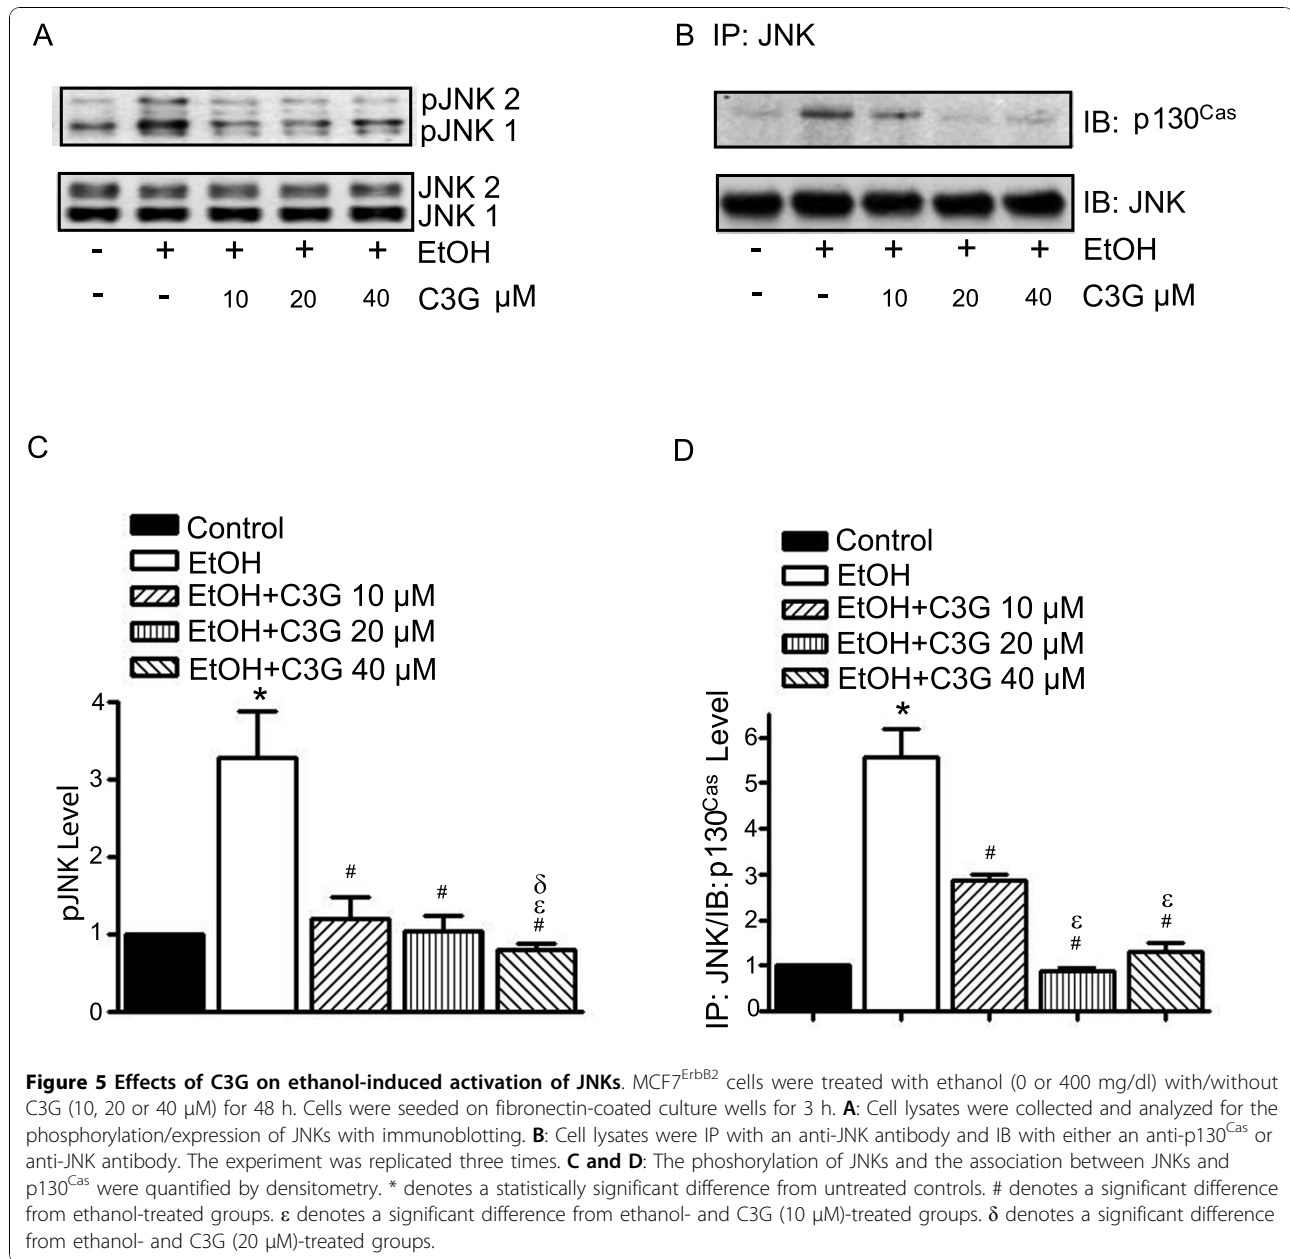 A
pJNK 2
pJNK 1
JNK 2
JNK 1
- + + + + EtOH
- - 10 20 40 C3G µM
B IP: JNK
IB: p130Cas
IB: JNK
- + + + + EtOH
- - 10 20 40 C3G µM
C
Control
EtOH
EtOH+C3G 10 µM
EtOH+C3G 20 µM
EtOH+C3G 40 µM
pJNK Level
4
3
2
1
0
*
#
#
δ
ε
#
D
Control
EtOH
EtOH+C3G 10 µM
EtOH+C3G 20 µM
EtOH+C3G 40 µM
IP: JNK/IB:p130Cas Level
6
5
4
3
2
1
0
*
#
ε
#
ε
#
Figure 5 Effects of C3G on ethanol-induced activation of JNKs. MCF7ErbB2 cells were treated with ethanol (0 or 400 mg/dl) with/without
C3G (10, 20 or 40 µM) for 48 h. Cells were seeded on fibronectin-coated culture wells for 3 h. A: Cell lysates were collected and analyzed for the
phosphorylation/expression of JNKs with immunoblotting. B: Cell lysates were IP with an anti-JNK antibody and IB with either an anti-p130Cas or
anti-JNK antibody. The experiment was replicated three times. C and D: The phoshorylation of JNKs and the association between JNKs and
p130Cas were quantified by densitometry. * denotes a statistically significant difference from untreated controls. # denotes a significant difference
from ethanol-treated groups. ε denotes a significant difference from ethanol- and C3G (10 µM)-treated groups. δ denotes a significant difference
from ethanol- and C3G (20 µM)-treated groups.